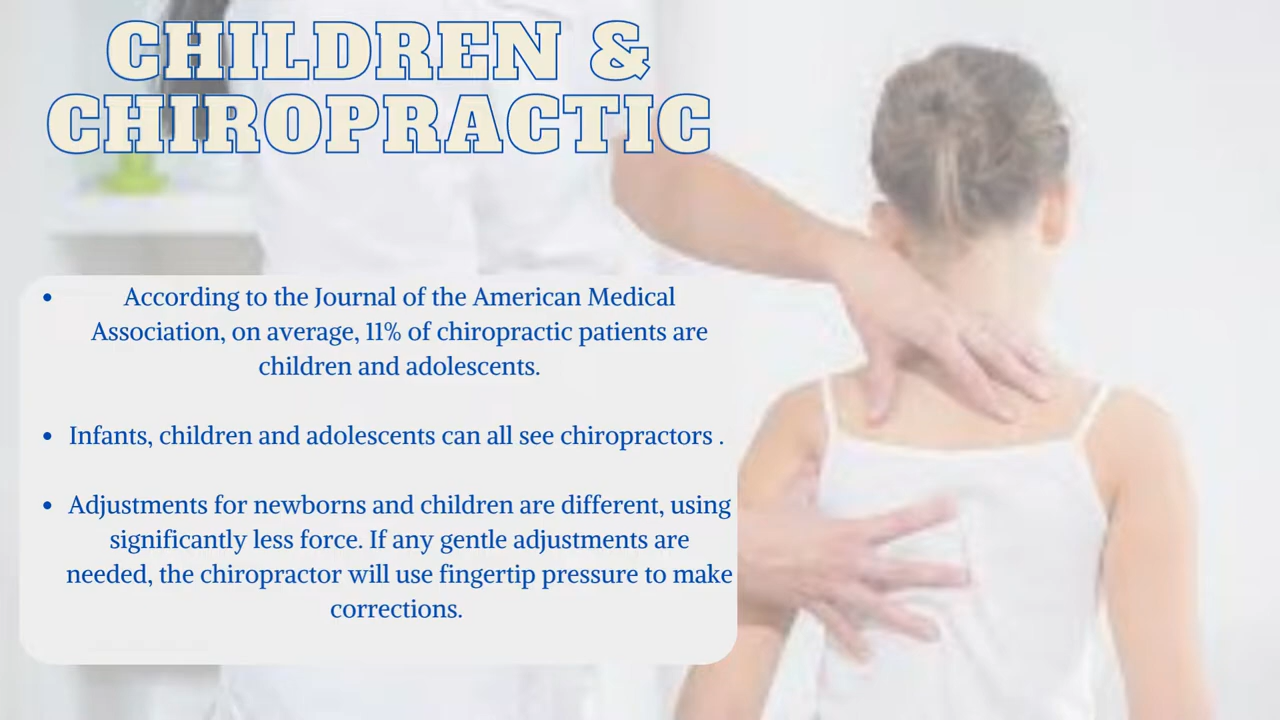 CHILDREN &
CHIROPRACTIC
• According to the Journal of the American Medical
Association, on average, 11% of chiropractic patients are
children and adolescents.
• Infants, children and adolescents can all see chiropractors .
• Adjustments for newborns and children are different, using
significantly less force. If any gentle adjustments are
needed, the chiropractor will use fingertip pressure to make
corrections.